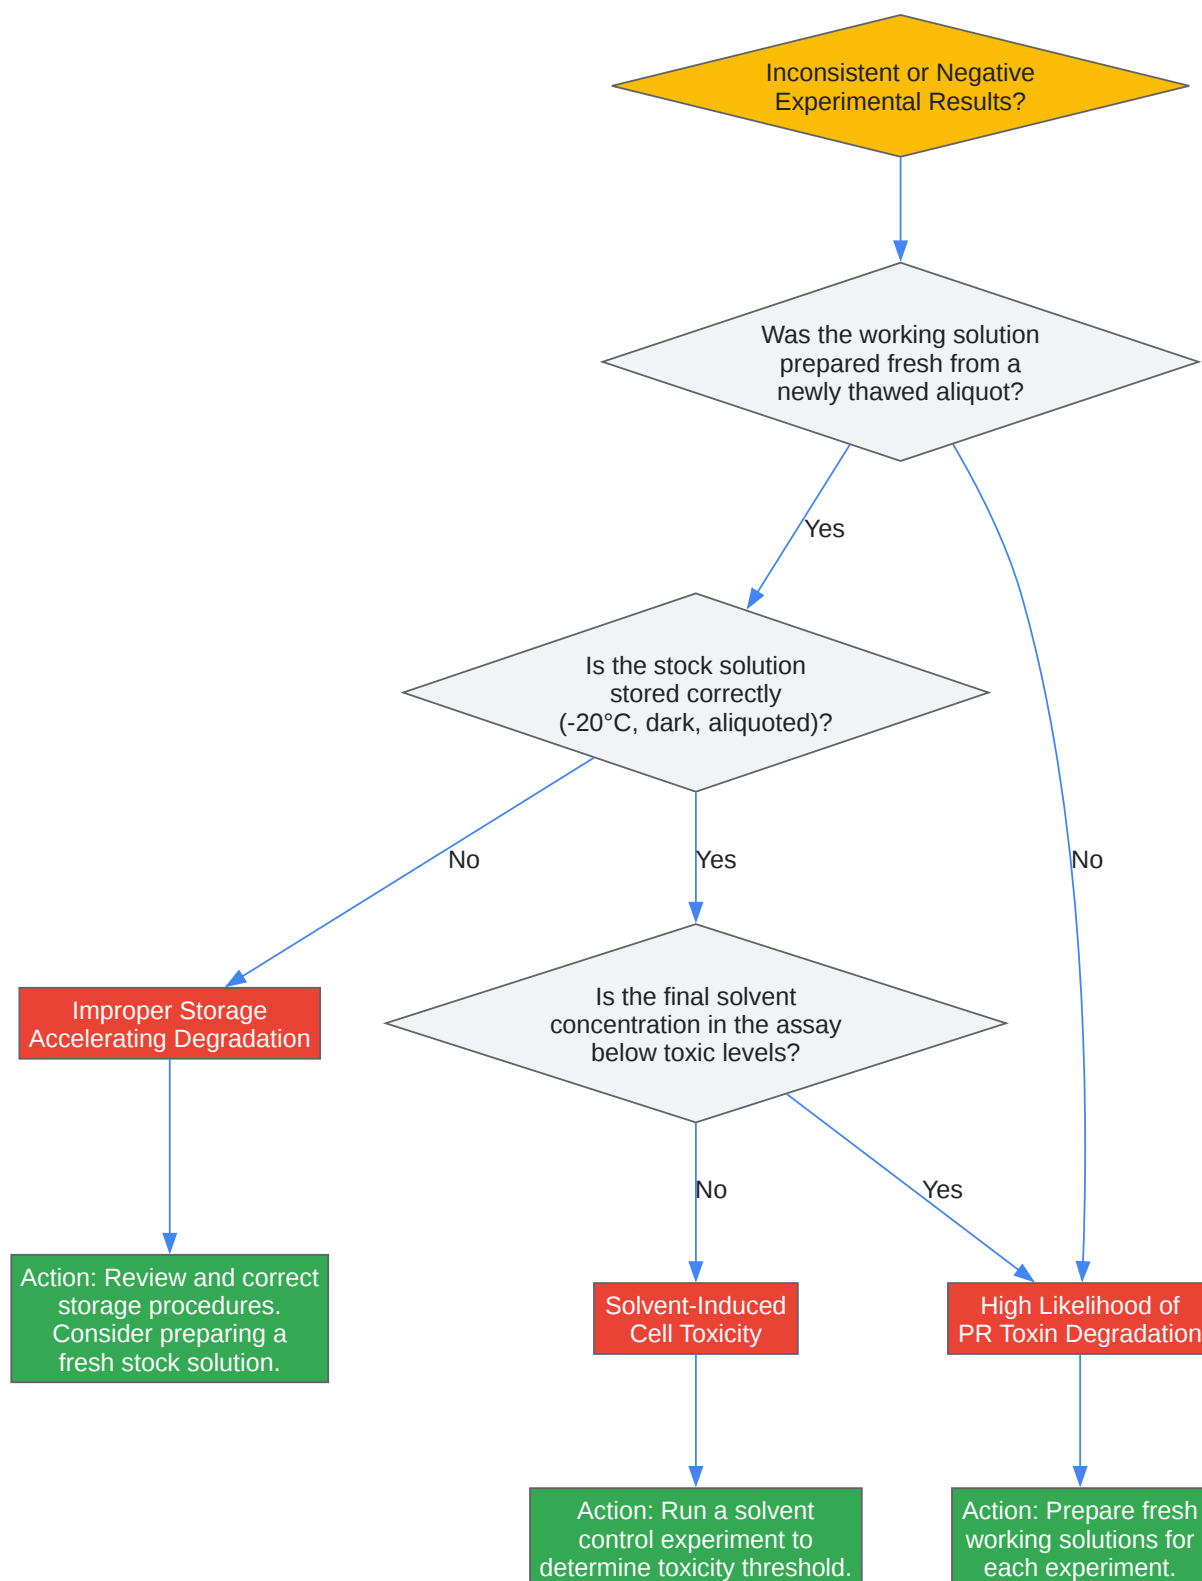 Inconsistent or Negative
Experimental Results?
Was the working solution
prepared fresh from a
newly thawed aliquot?
Yes
Is the stock solution
stored correctly
(-20°C, dark, aliquoted)?
No
Yes
No
Is the final solvent
concentration in the assay
below toxic levels?
Improper Storage
Accelerating Degradation
No
Yes
Action: Review and correct
storage procedures.
Consider preparing a
fresh stock solution.
Solvent-Induced
Cell Toxicity
High Likelihood of
PR Toxin Degradation
Action: Run a solvent
control experiment to
determine toxicity threshold.
Action: Prepare fresh
working solutions for
each experiment.